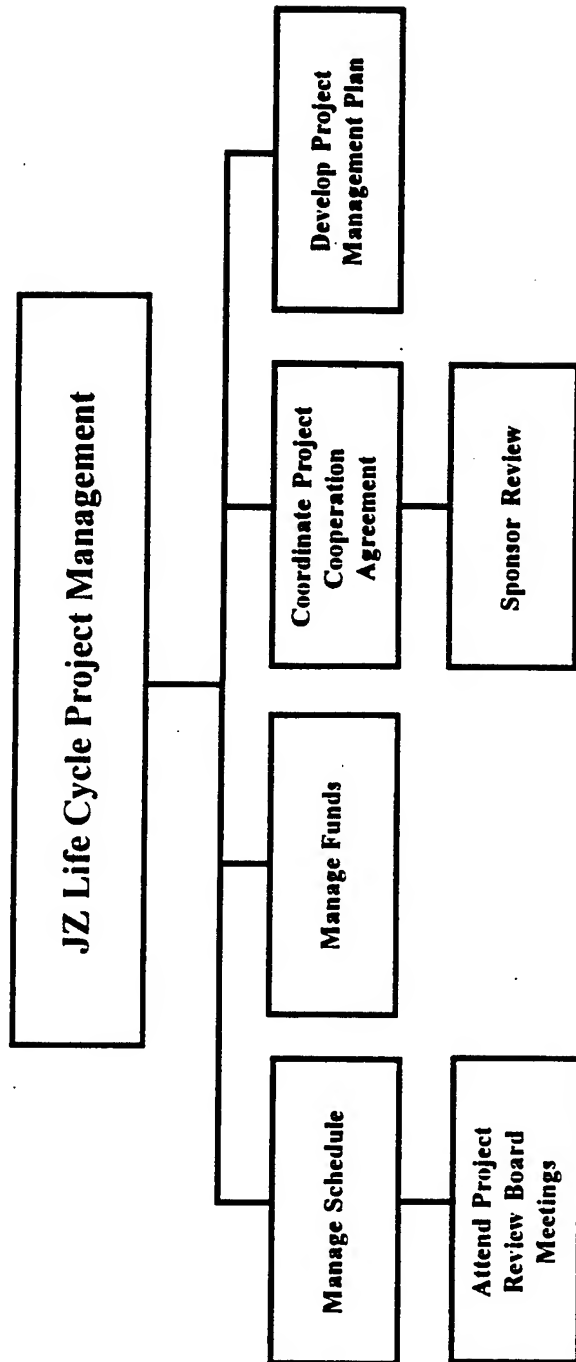 JZ Life Cycle Project Management
Manage Schedule
Manage Funds
Coordinate Project
Cooperation
Agreement
Develop Project
Management Plan
Attend Project
Review Board
Meetings
Sponsor Review